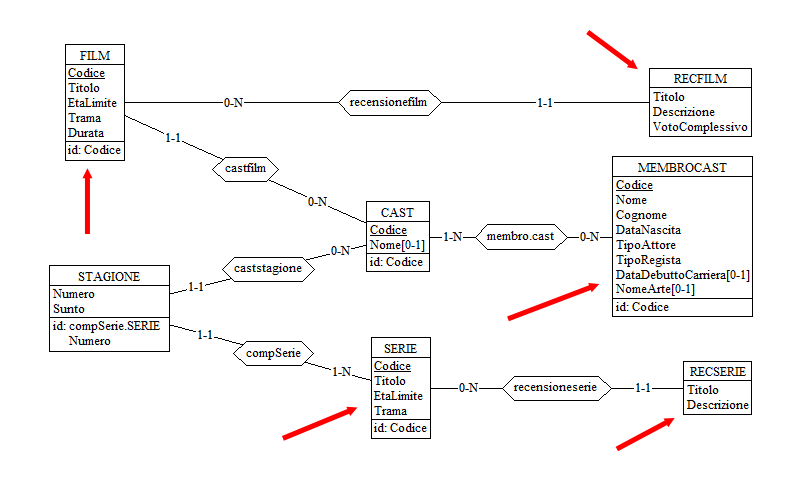 FILM
Codice
Titolo
EtaLimite
Trama
Durata
id: Codice
0-N
recensionefilm
1-1
RECFILM
Titolo
Descrizione
VotoComplessivo
1-1
castfilm
0-N
CAST
Codice
Nome[0-1]
id: Codice
1-N
membro.cast
0-N
MEMBROCAST
Codice
Nome
Cognome
DataNascita
TipoAttore
TipoRegista
DataDebuttoCarriera[0-1]
NomeArte[0-1]
id: Codice
STAGIONE
Numero
Sunto
id: compSerie.SERIE
Numero
1-1
caststagione
0-N
1-1
compSerie
1-N
SERIE
Codice
Titolo
EtaLimite
Trama
id: Codice
0-N
recensioneserie
1-1
RECSERIE
Titolo
Descrizione